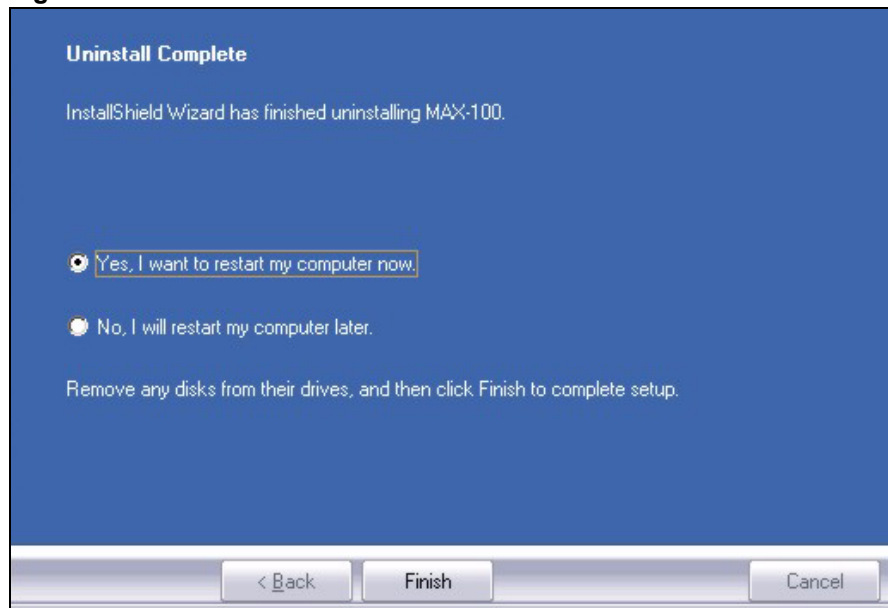 Uninstall Complete
InstallShield Wizard has finished uninstalling MAX-100.
Yes, I want to restart my computer now.
No, I will restart my computer later.
Remove any disks from their drives, and then click Finish to complete setup.
< Back Finish Cancel